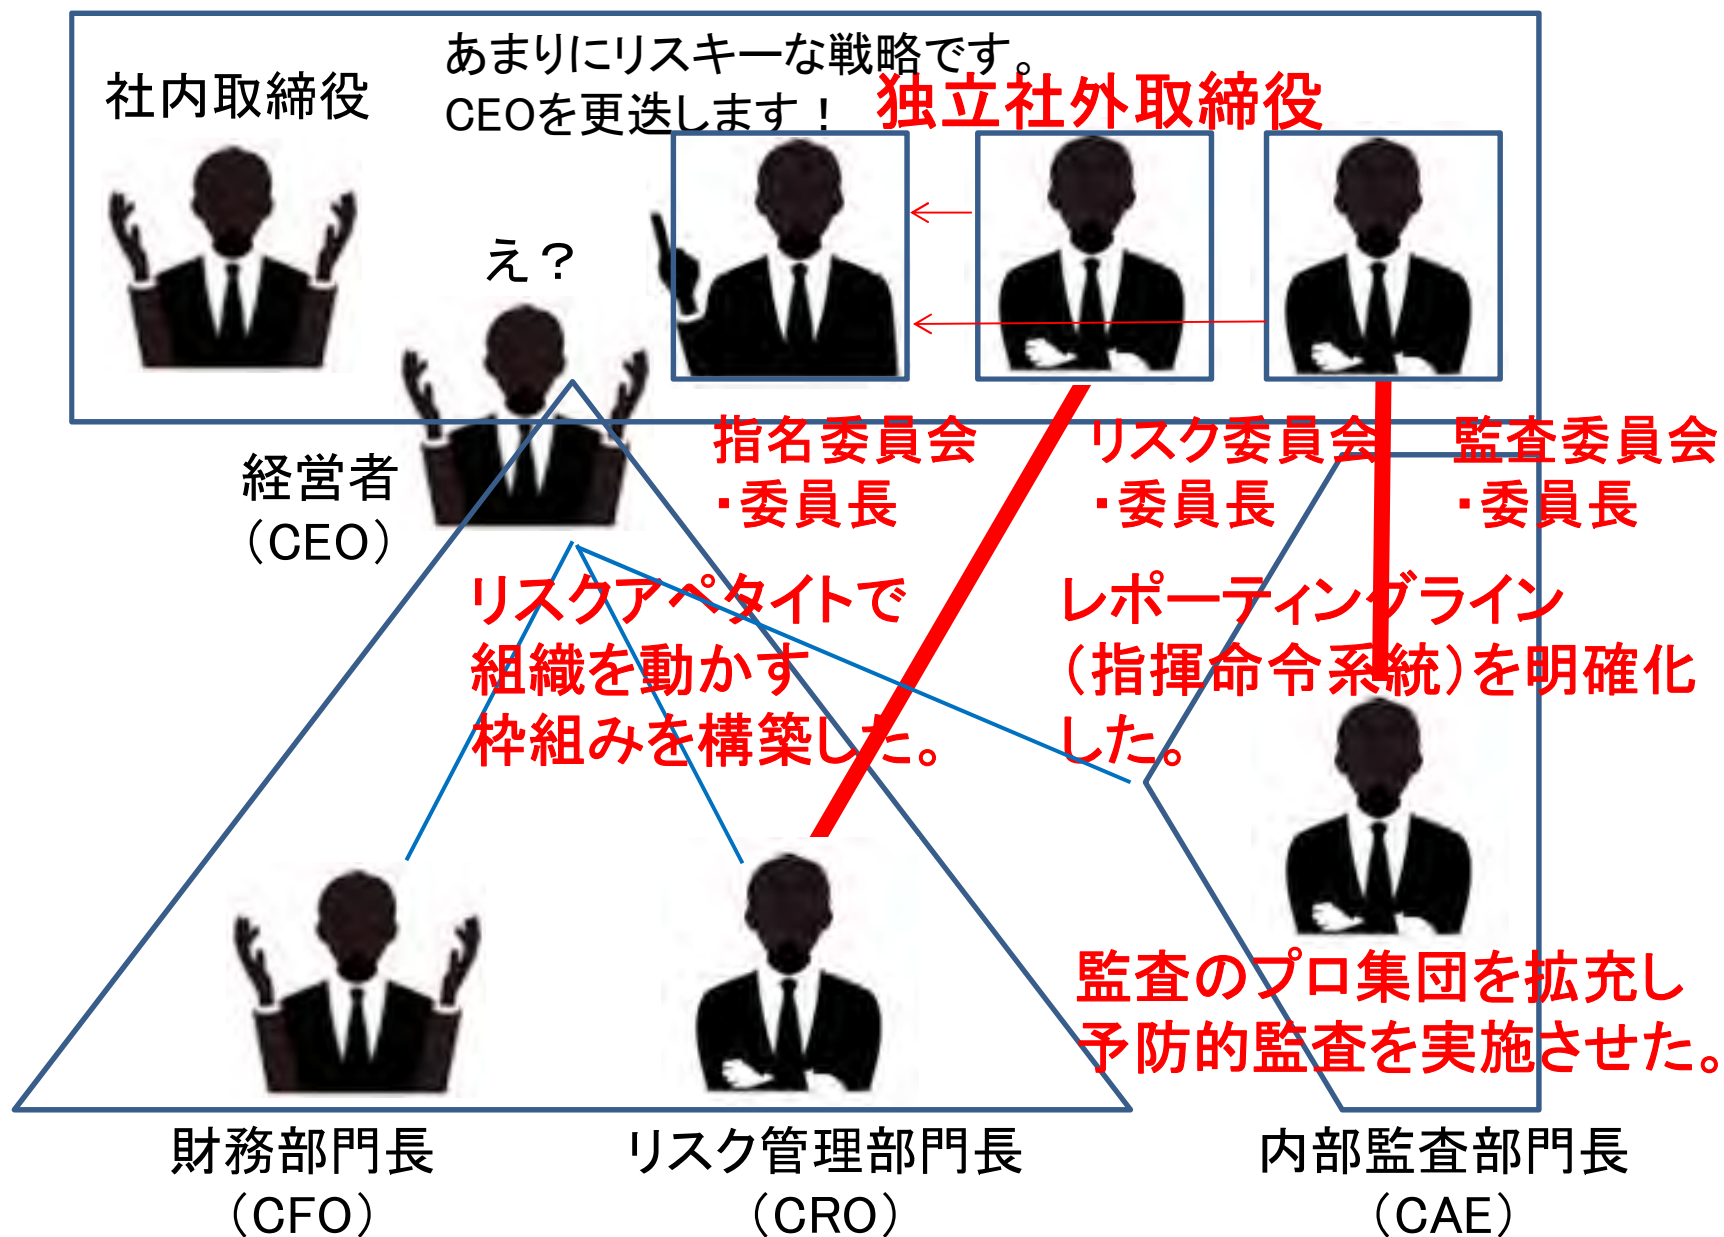 あまりにリスキーな戦略です。
CEOを更迭します！
社内取締役
独立社外取締役
え？
指名委員会
・委員長
リスク委員会
・委員長
監査委員会
・委員長
経営者
（CEO）
リスクアペタイトで
組織を動かす
枠組みを構築した。
レポーティングライン
（指揮命令系統）を明確化
した。
監査のプロ集団を拡充し
予防的監査を実施させた。
財務部門長
（CFO）
リスク管理部門長
（CRO）
内部監査部門長
（CAE）